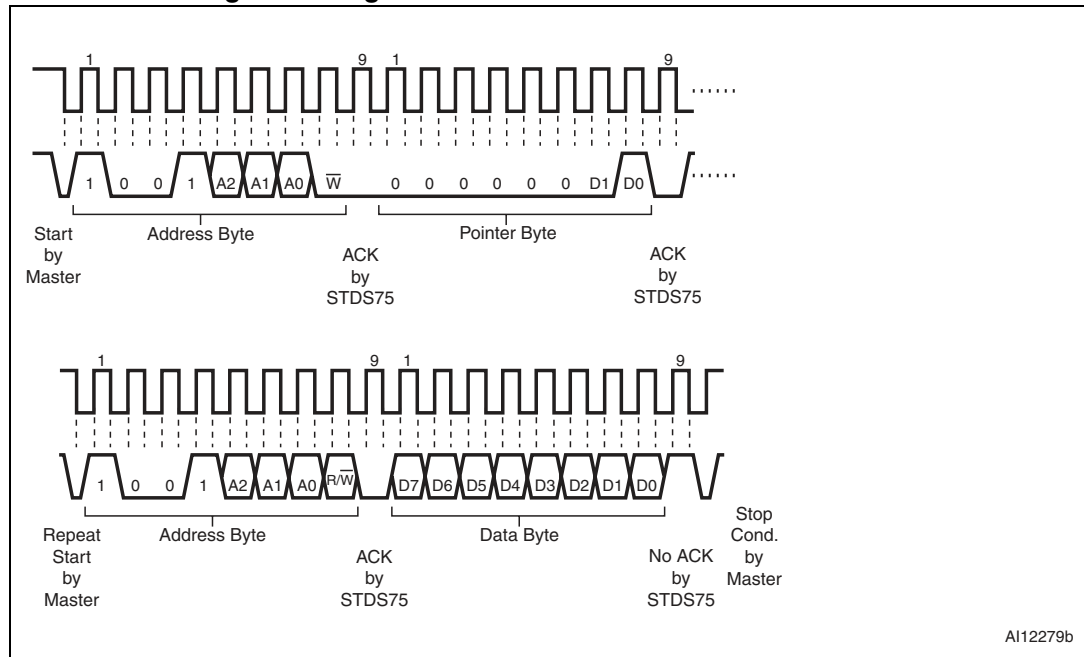 1 9 1 9
1 0 0 1 A2 A1 A0 W 0 0 0 0 0 0 D1 D0
Address Byte Pointer Byte
Start
by
Master
ACK
by
STDS75
ACK
by
STDS75
1 9 1 9
1 0 0 1 A2 A1 A0 R/W D7 D6 D5 D4 D3 D2 D1 D0
Address Byte Data Byte
Repeat
Start
by
Master
ACK
by
STDS75
No ACK
by
STDS75
Stop
Cond.
by
Master
AI12279b